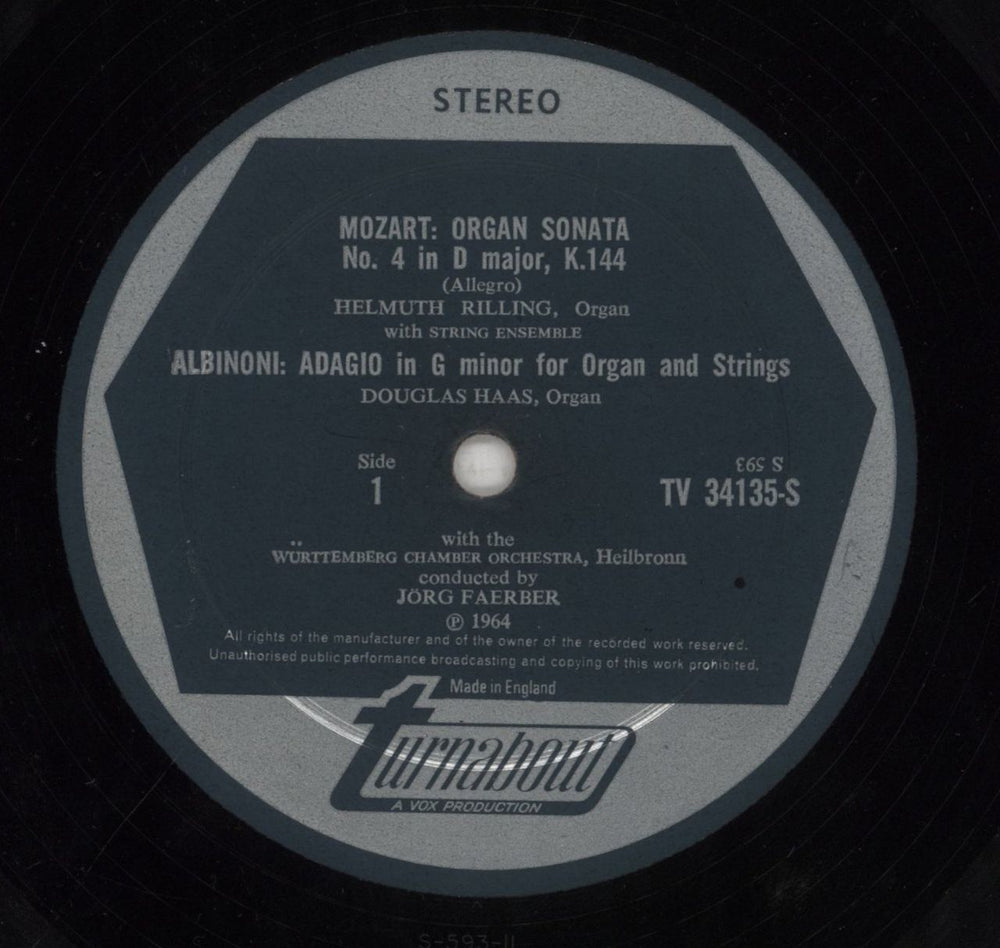 STEREO
MOZART: ORGAN SONATA
No. 4 in D major, K.144
(Allegro)
HELMUTH RILLING, Organ
with STRING ENSEMBLE
ALBINONI: ADAGIO in G minor for Organ and Strings
DOUGLAS HAAS, Organ
Side
1
S 593
TV 34135-S
with the
WÜRTTEMBERG CHAMBER ORCHESTRA, Heilbronn
conducted by
JÖRG FAERBER
℗ 1964
All rights of the manufacturer and of the owner of the recorded work reserved.
Unauthorised public performance broadcasting and copying of this work prohibited.
Made in England
turnabout
A VOX PRODUCTION
S-593-II